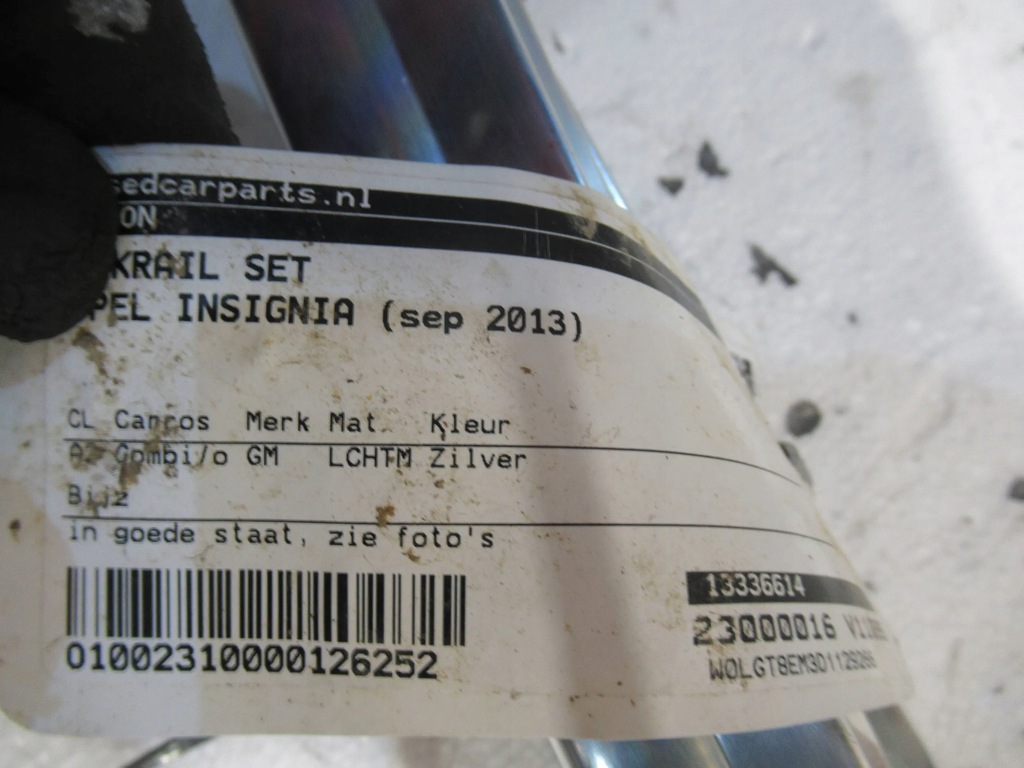 sedcarparts.nl
ON
KRAIL SET
PEL INSIGNIA (sep 2013)
CL Carros Merk Mat. Kleur
A. Combi/o GM LCHTM Zilver
Bijz
in goede staat, zie foto's
01002310000126252
13336614
23000016
W0LGT8EM3D1129266